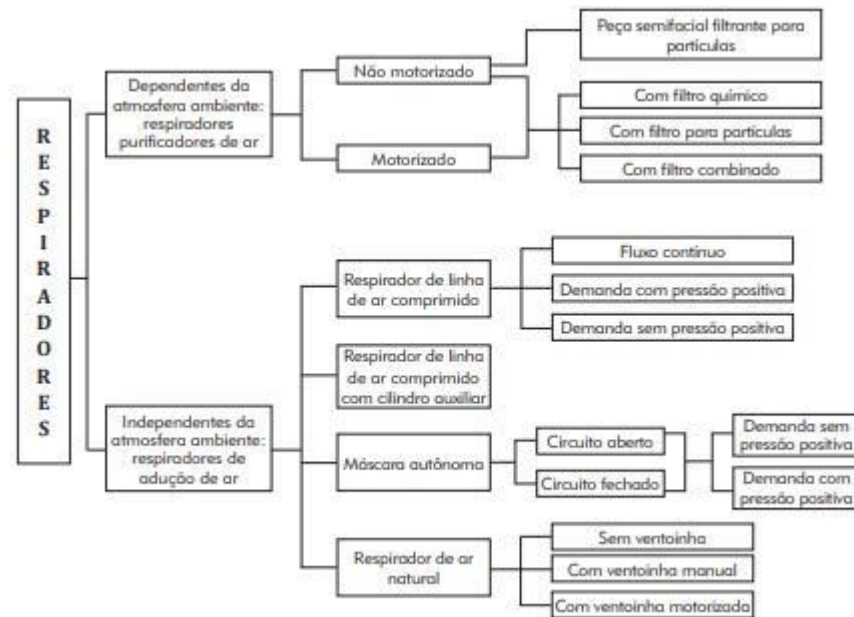 RESPIRADORES
Dependentes da
atmosfera ambiente:
respiradores
purificadores de ar
Não motorizado
Motorizado
Peça semifacial filtrante para
partículas
Com filtro químico
Com filtro para partículas
Com filtro combinado
Independentes da
atmosfera ambiente:
respiradores de
adução de ar
Respirador de linha
de ar comprimido
Fluxo contínuo
Demanda com pressão positiva
Demanda sem pressão positiva
Respirador de linha
de ar comprimido
com cilindro auxiliar
Máscara autônoma
Circuito aberto
Circuito fechado
Demanda sem
pressão positiva
Demanda com
pressão positiva
Respirador de ar
natural
Sem ventoinha
Com ventoinha manual
Com ventoinha motorizada